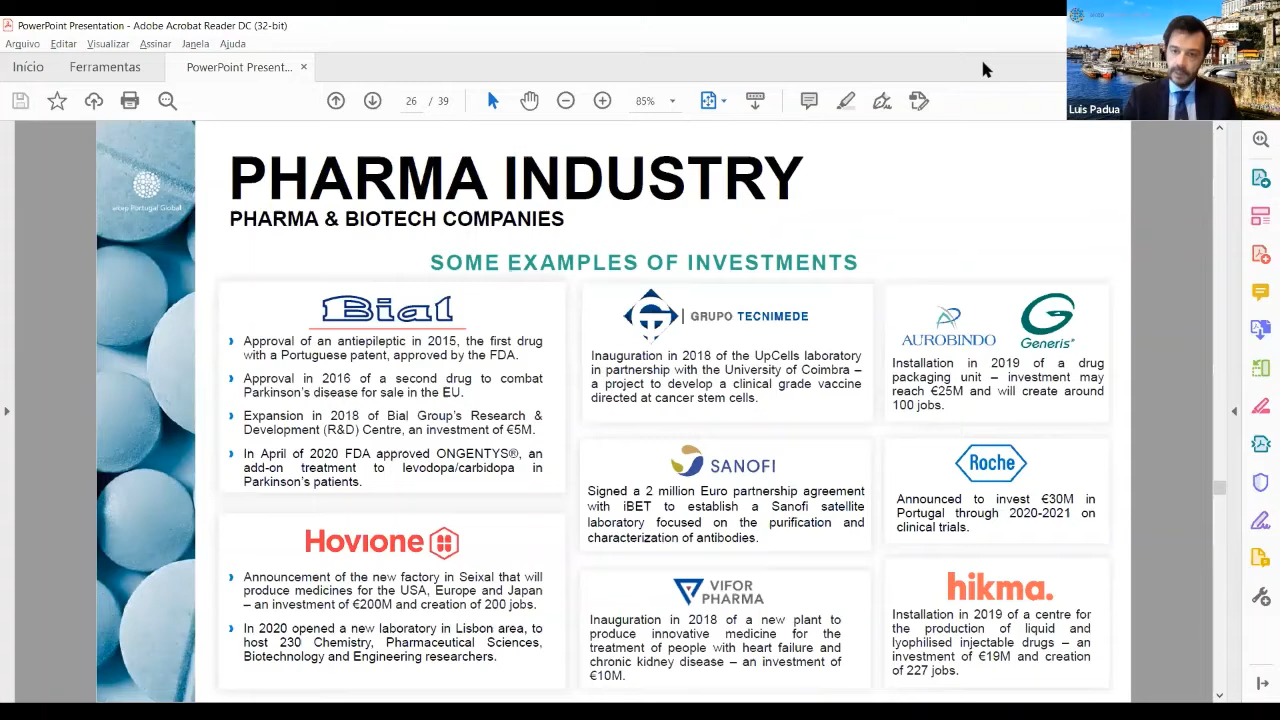 PowerPoint Presentation - Adobe Acrobat Reader DC (32-bit)
Arquivo Editar Visualizar Assinar Janela Ajuda
Início Ferramentas PowerPoint Present... ×
26 / 39 85%
Luis Padua
aicep Portugal Global
PHARMA INDUSTRY
PHARMA & BIOTECH COMPANIES
SOME EXAMPLES OF INVESTMENTS
Bial
Approval of an antiepileptic in 2015, the first drug
with a Portuguese patent, approved by the FDA.
Approval in 2016 of a second drug to combat
Parkinson's disease for sale in the EU.
Expansion in 2018 of Bial Group's Research &
Development (R&D) Centre, an investment of €5M.
In April of 2020 FDA approved ONGENTYS®, an
add-on treatment to levodopa/carbidopa in
Parkinson's patients.
Hovione
Announcement of the new factory in Seixal that will
produce medicines for the USA, Europe and Japan
– an investment of €200M and creation of 200 jobs.
In 2020 opened a new laboratory in Lisbon area, to
host 230 Chemistry, Pharmaceutical Sciences,
Biotechnology and Engineering researchers.
GRUPO TECNIMEDE
Inauguration in 2018 of the UpCells laboratory
in partnership with the University of Coimbra –
a project to develop a clinical grade vaccine
directed at cancer stem cells.
SANOFI
Signed a 2 million Euro partnership agreement
with iBET to establish a Sanofi satellite
laboratory focused on the purification and
characterization of antibodies.
VIFOR
PHARMA
Inauguration in 2018 of a new plant to
produce innovative medicine for the
treatment of people with heart failure and
chronic kidney disease – an investment of
€10M.
AUROBINDO Generis®
Installation in 2019 of a drug
packaging unit – investment may
reach €25M and will create around
100 jobs.
Roche
Announced to invest €30M in
Portugal through 2020-2021 on
clinical trials.
hikma.
Installation in 2019 of a centre for
the production of liquid and
lyophilised injectable drugs – an
investment of €19M and creation
of 227 jobs.